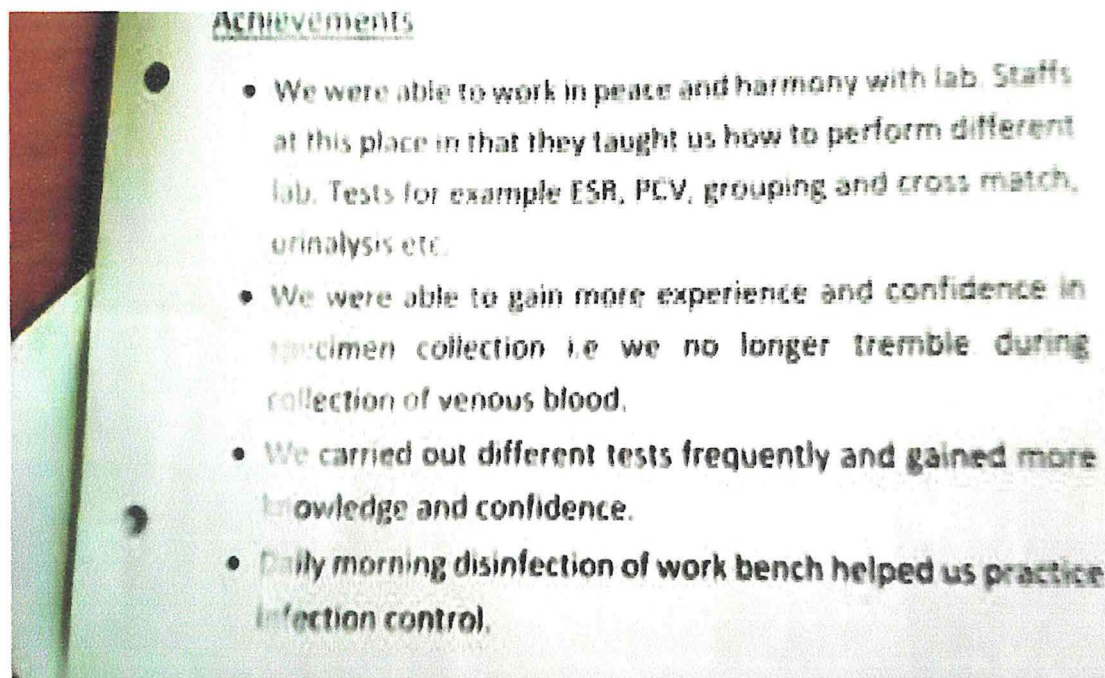 Achievements
• We were able to work in peace and harmony with lab. Staffs
at this place in that they taught us how to perform different
lab. Tests for example ESR, PCV, grouping and cross match,
urinalysis etc.
• We were able to gain more experience and confidence in
specimen collection i.e we no longer tremble during
collection of venous blood.
• We carried out different tests frequently and gained more
knowledge and confidence.
• Daily morning disinfection of work bench helped us practice
infection control.